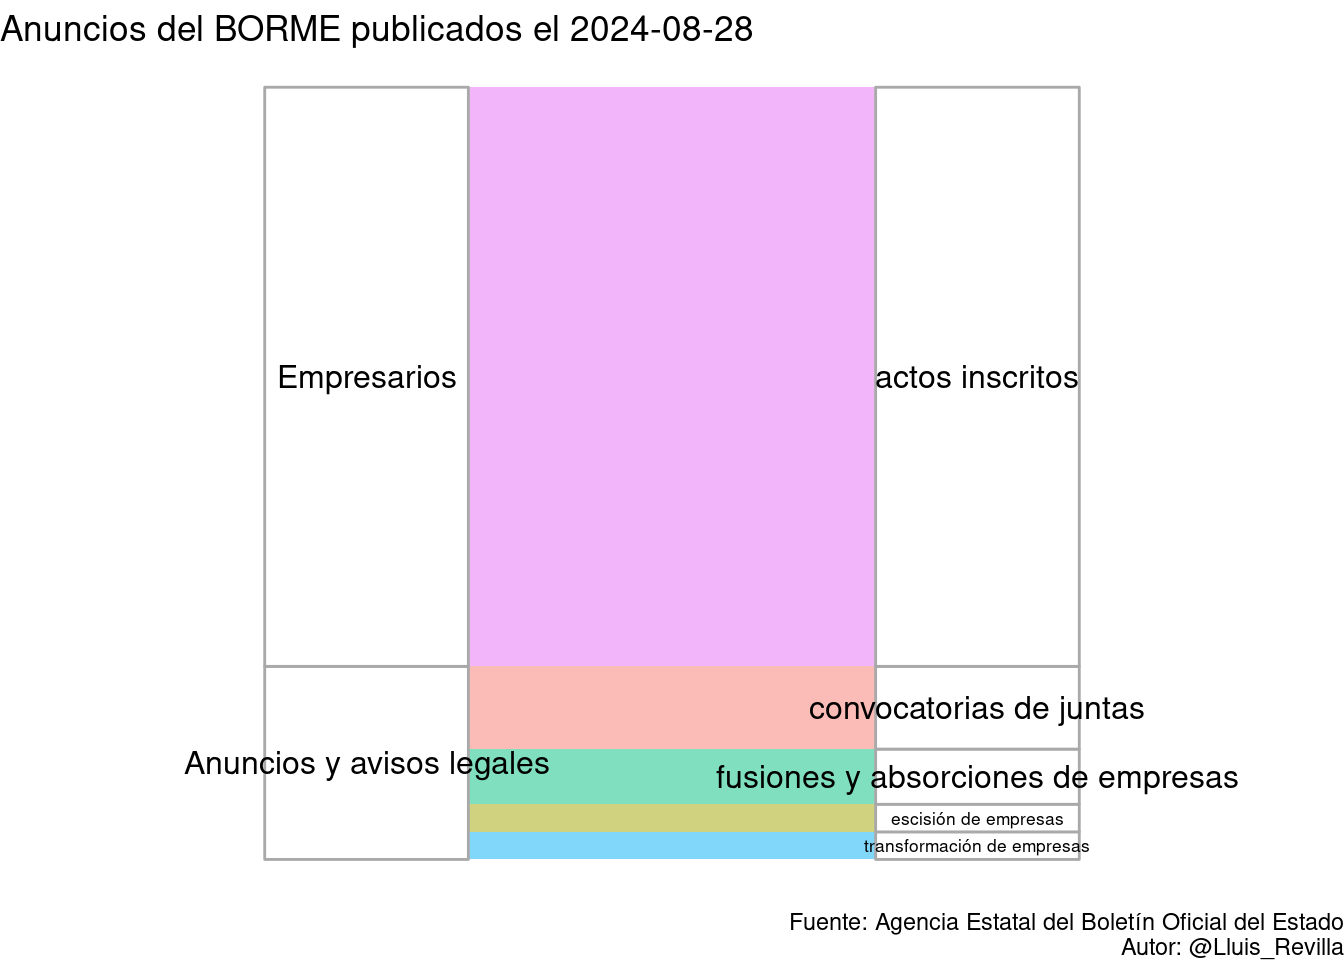 Anuncios del BORME publicados el 2024-08-28
Empresarios
actos inscritos
convocatorias de juntas
Anuncios y avisos legales
fusiones y absorciones de empresas
escisión de empresas
transformación de empresas
Fuente: Agencia Estatal del Boletín Oficial del Estado
Autor: @Lluis_Revilla